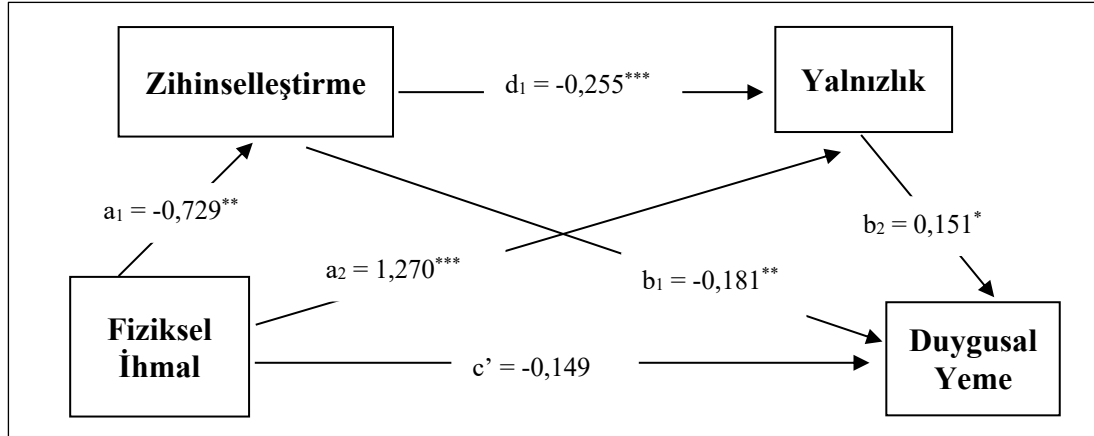 Zihinselleştirme
d₁ = -0,255***
Yalnızlık
a₁ = -0,729**
a₂ = 1,270***
b₁ = -0,181**
b₂ = 0,151*
Fiziksel
İhmal
c’ = -0,149
Duygusal
Yeme